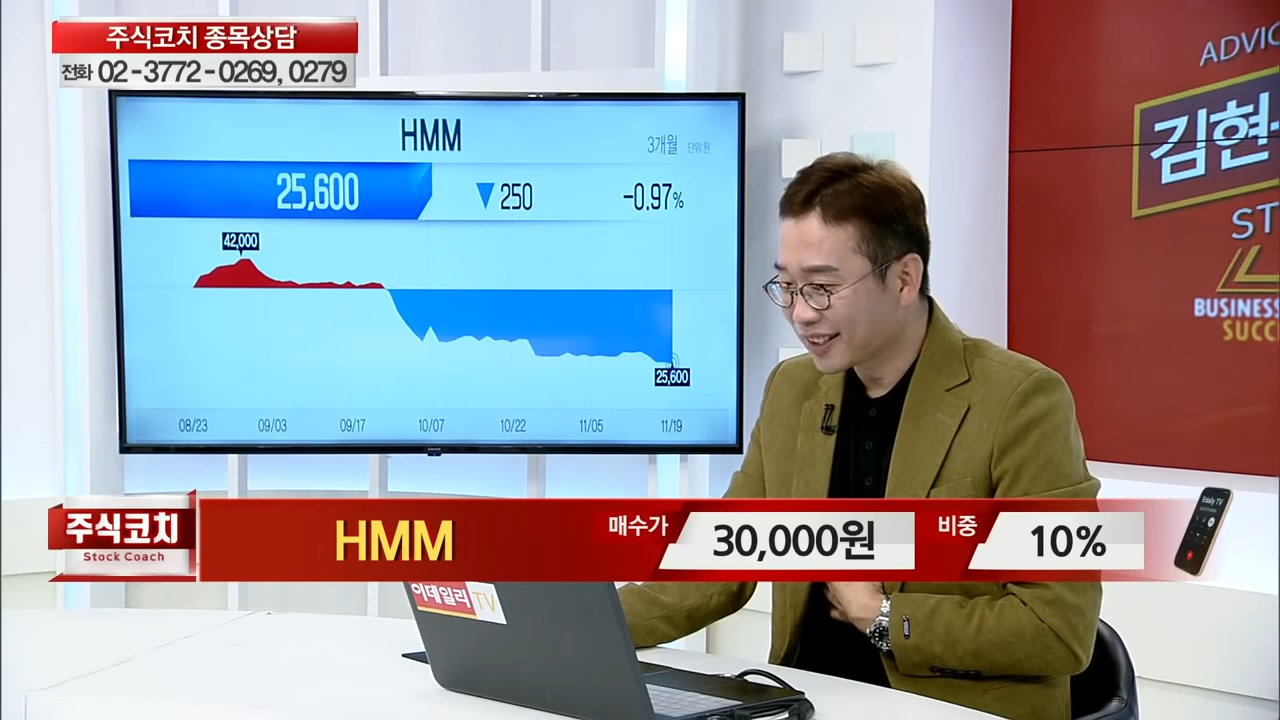 주식코치 종목상담
전화 02-3772-0269, 0279
HMM
3개월 단위:원
25,600 ▼250 -0.97%
42,000
25,600
08/23 09/03 09/17 10/07 10/22 11/05 11/19
ADVIC
김현
ST
BUSINESS
SUCC
주식코치
Stock Coach
HMM 매수가 30,000원 비중 10%
Edaily TV
이데일리TV